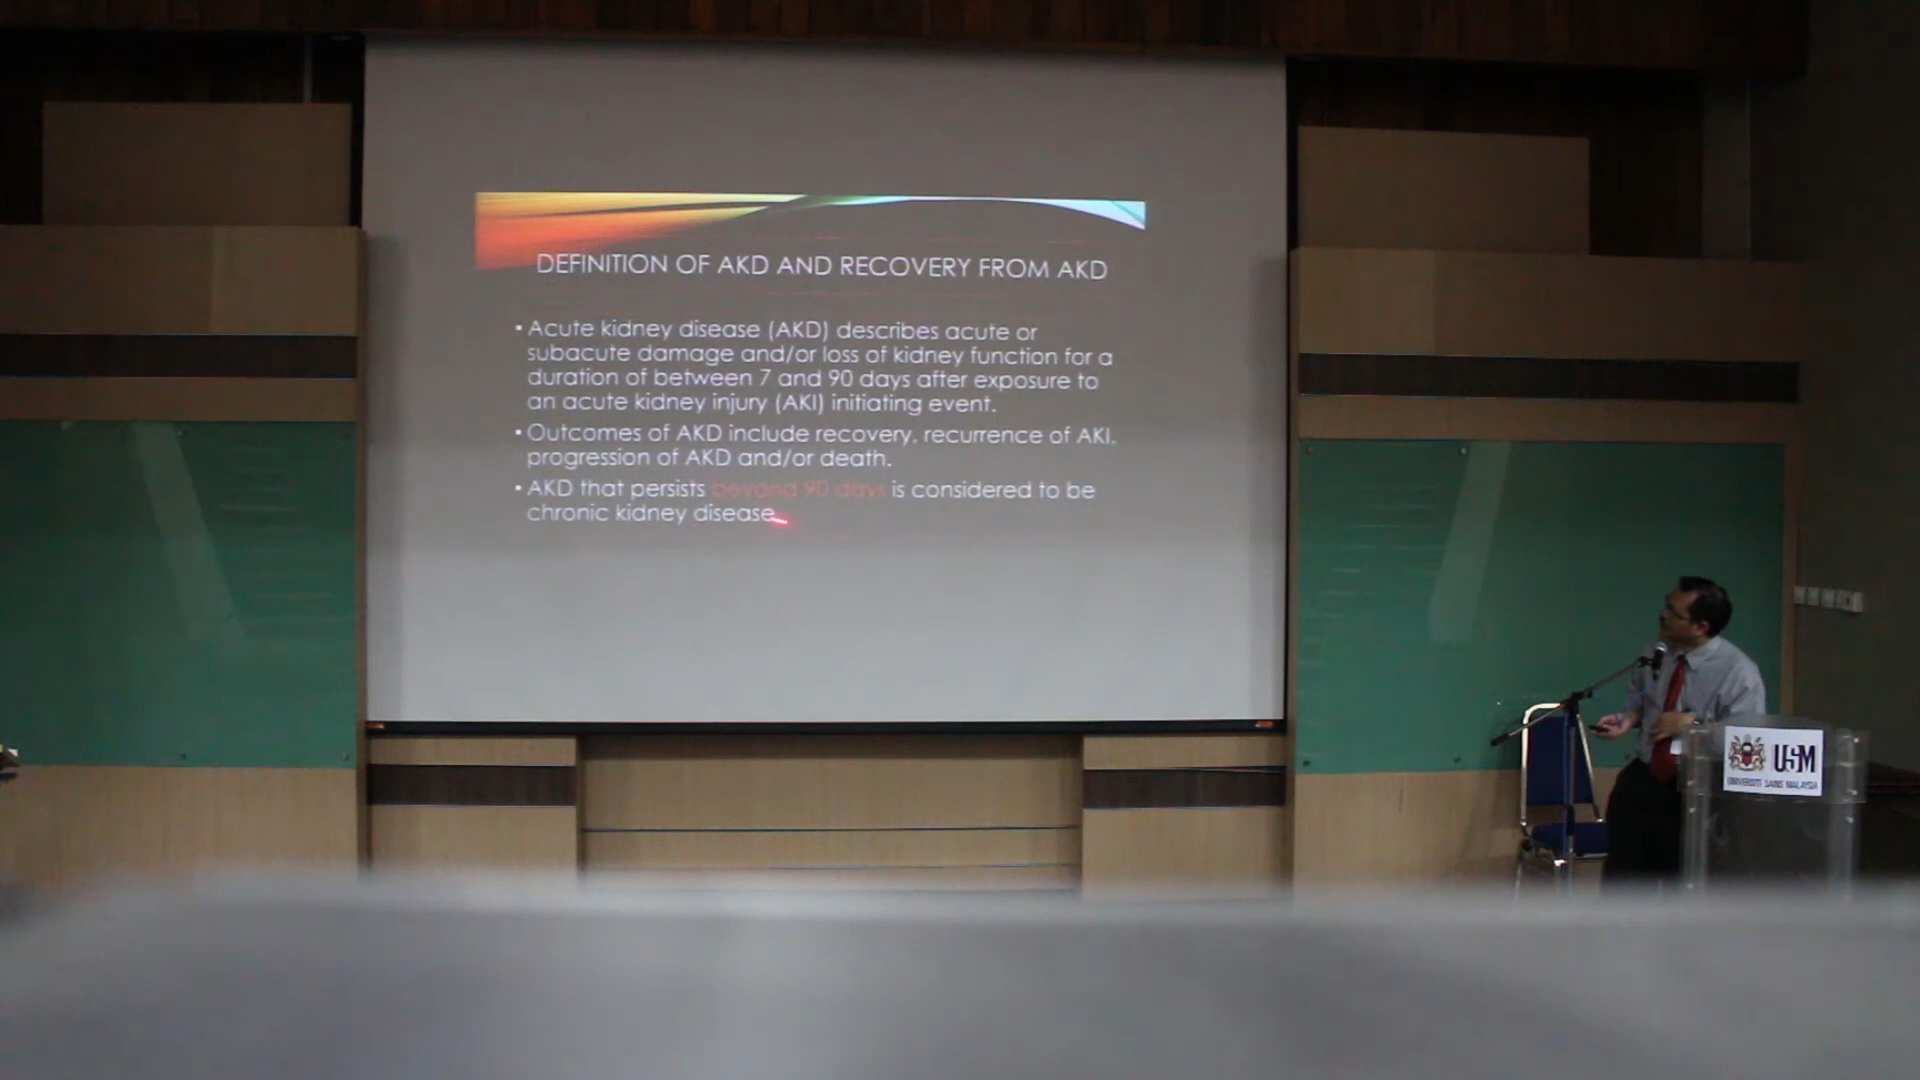 DEFINITION OF AKD AND RECOVERY FROM AKD
• Acute kidney disease (AKD) describes acute or
subacute damage and/or loss of kidney function for a
duration of between 7 and 90 days after exposure to
an acute kidney injury (AKI) initiating event.
• Outcomes of AKD include recovery, recurrence of AKI,
progression of AKD and/or death.
• AKD that persists beyond 90 days is considered to be
chronic kidney disease
USM
UNIVERSITI SAINS MALAYSIA